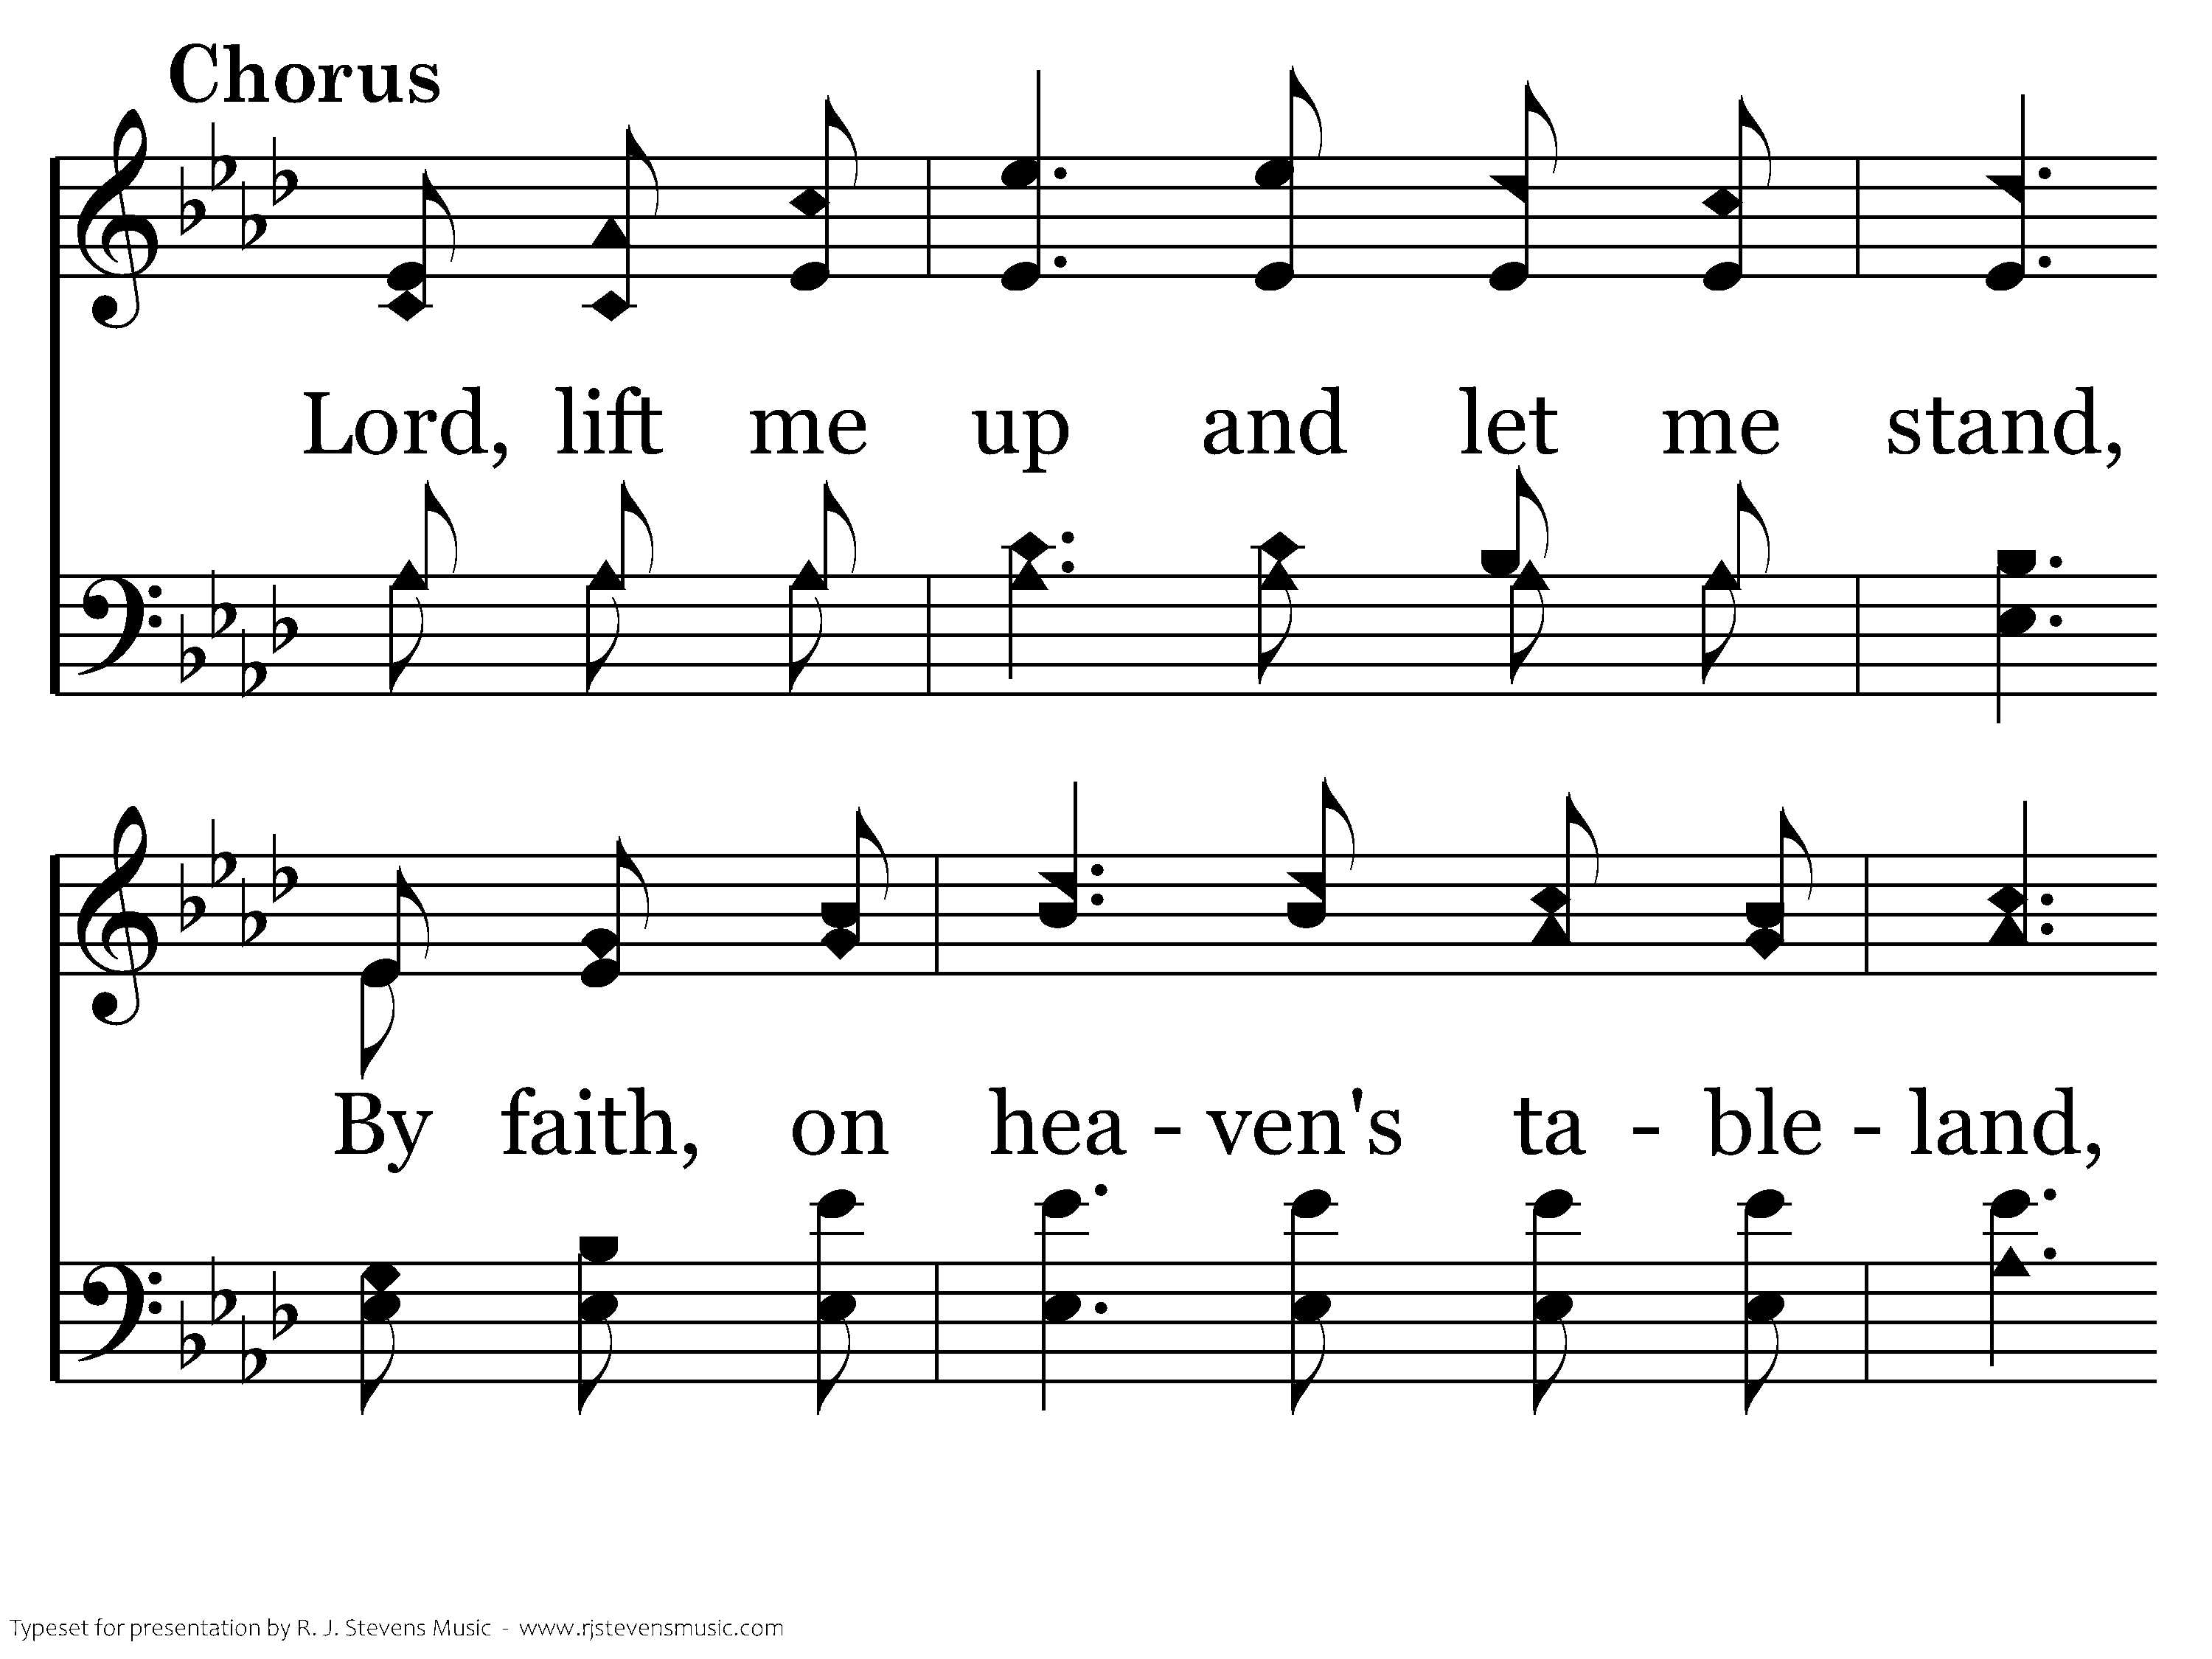 Chorus
Lord, lift me up and let me stand,
By faith, on hea - ven's ta - ble - land,
Typeset for presentation by R. J. Stevens Music - www.rjstevensmusic.com